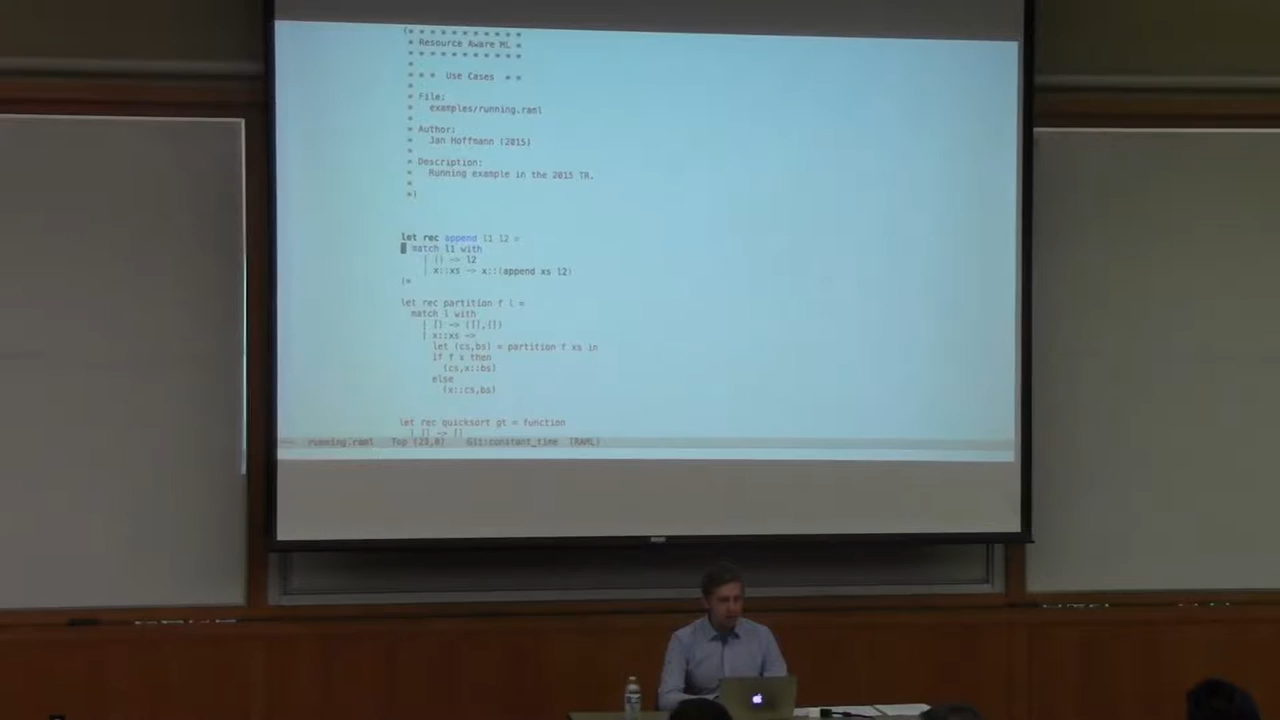 (* * * * * * * * * * *
* Resource Aware ML *
* * * * * * * * * * *
*
* * *  Use Cases  * *
*
* File:
*   examples/running.raml
*
* Author:
*   Jan Hoffmann (2015)
*
* Description:
*   Running example in the 2015 TR.
*
*)
let rec append l1 l2 =
match l1 with
| [] -> l2
| x::xs -> x::(append xs l2)
(*
let rec partition f l =
match l with
| [] -> ([],[])
| x::xs ->
let (cs,bs) = partition f xs in
if f x then
(cs,x::bs)
else
(x::cs,bs)
let rec quicksort gt = function
| [] -> []
running.raml   Top (23,0)   Git:constant_time  (RAML)